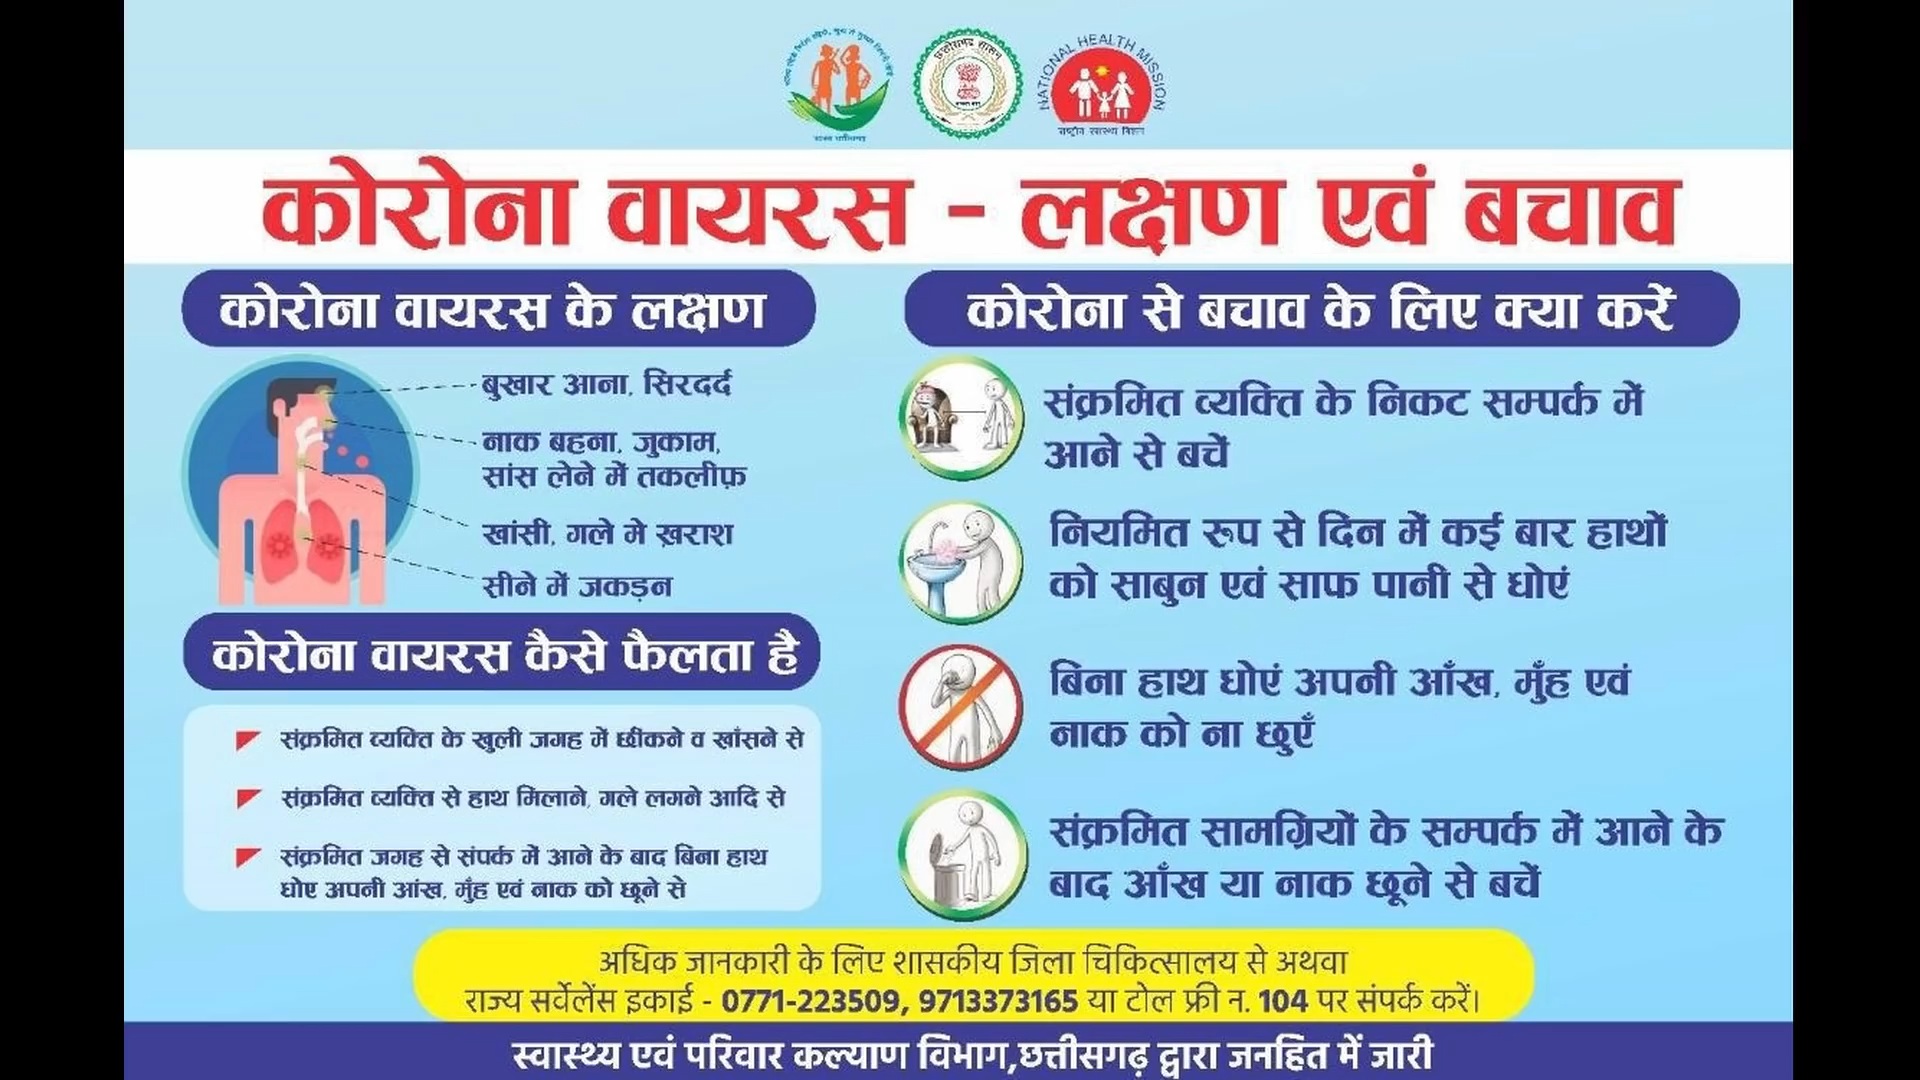 छत्तीसगढ़ शासन
NATIONAL HEALTH MISSION
राष्ट्रीय स्वास्थ्य मिशन
कोरोना वायरस - लक्षण एवं बचाव
कोरोना वायरस के लक्षण
बुखार आना, सिरदर्द
नाक बहना, जुकाम,
सांस लेने में तकलीफ़
खांसी, गले मे ख़राश
सीने में जकड़न
कोरोना वायरस कैसे फैलता है
संक्रमित व्यक्ति के खुली जगह में छींकने व खाँसने से
संक्रमित व्यक्ति से हाथ मिलाने, गले लगने आदि से
संक्रमित जगह से संपर्क में आने के बाद बिना हाथ
धोए अपनी आंख, मुँह एवं नाक को छूने से
कोरोना से बचाव के लिए क्या करें
संक्रमित व्यक्ति के निकट सम्पर्क में
आने से बचें
नियमित रूप से दिन में कई बार हाथों
को साबुन एवं साफ पानी से धोएं
बिना हाथ धोएं अपनी आँख, मुँह एवं
नाक को ना छुएँ
संक्रमित सामग्रियों के सम्पर्क में आने के
बाद आँख या नाक छूने से बचें
अधिक जानकारी के लिए शासकीय जिला चिकित्सालय से अथवा
राज्य सर्वेलेंस इकाई - 0771-223509, 9713373165 या टोल फ्री न. 104 पर संपर्क करें।
स्वास्थ्य एवं परिवार कल्याण विभाग,छत्तीसगढ़ द्वारा जनहित में जारी